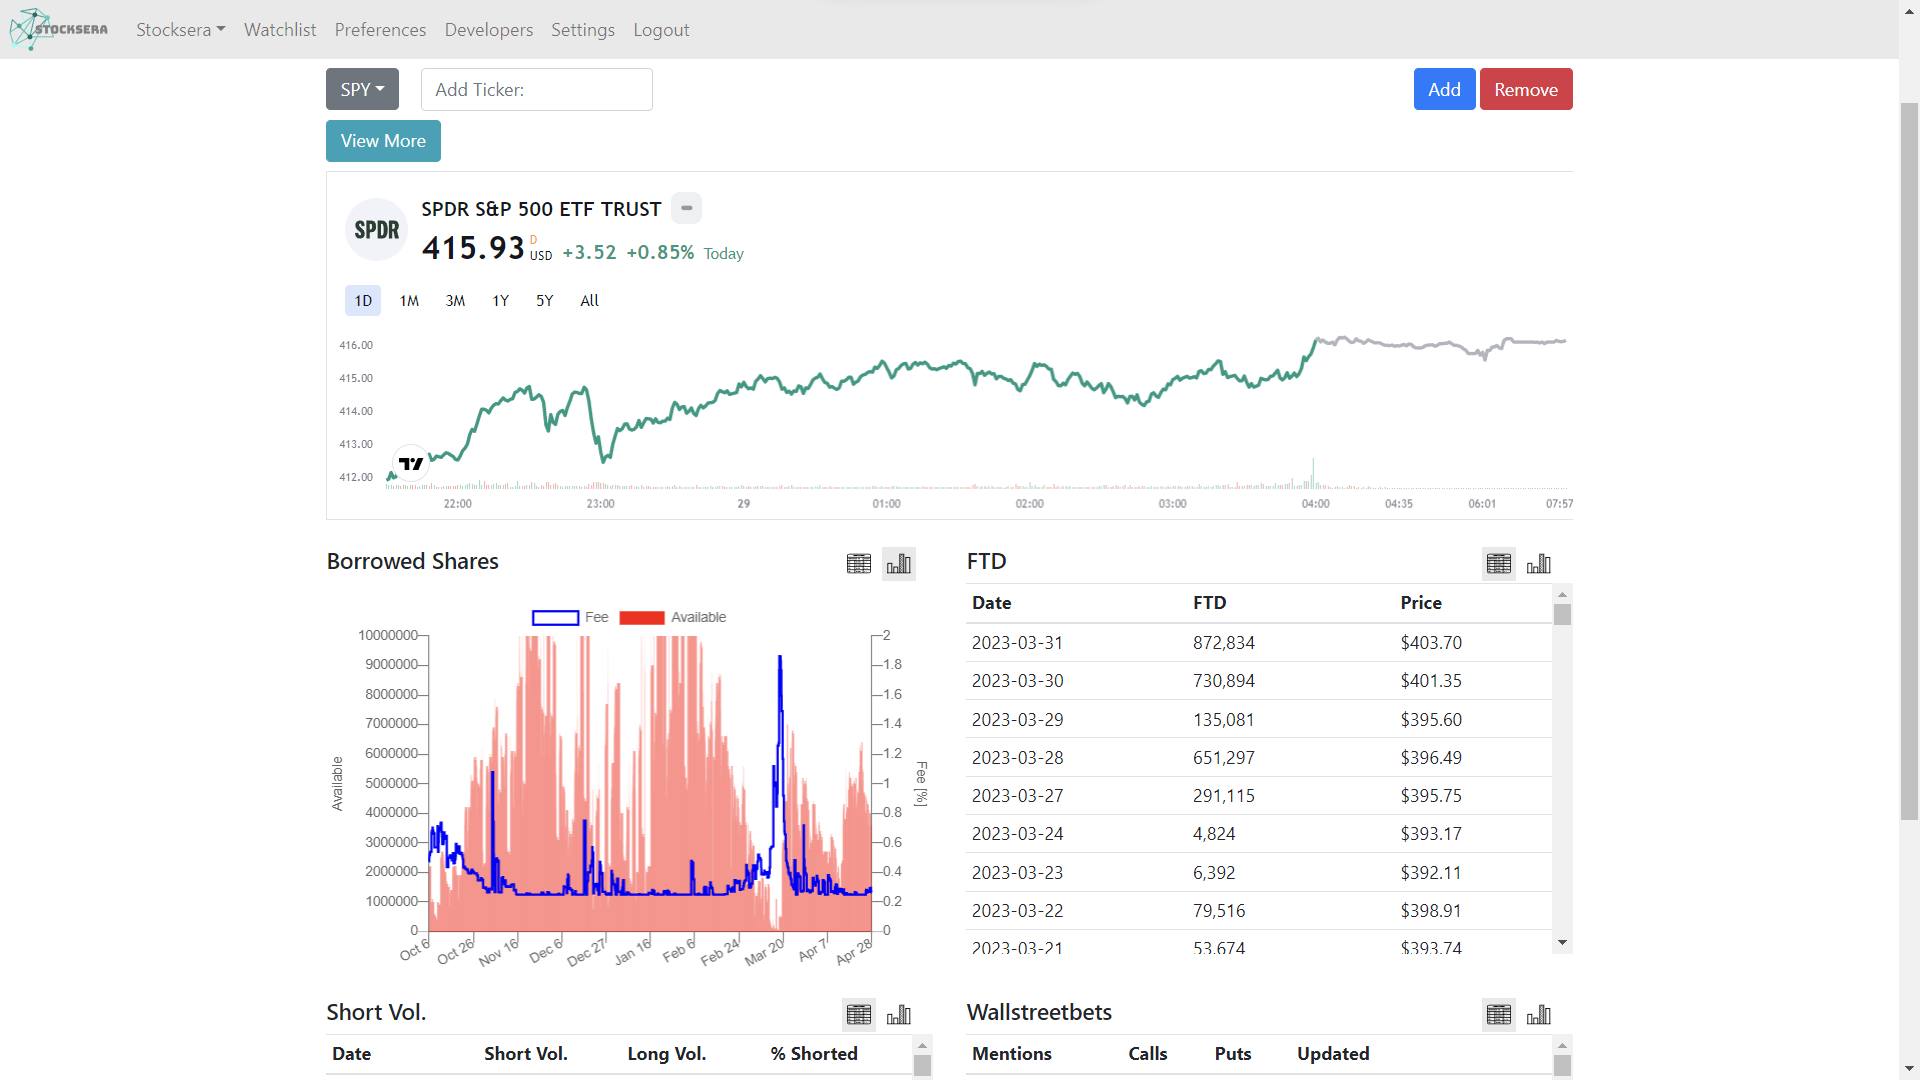 STOCKSERA Stocksera Watchlist Preferences Developers Settings Logout
SPY Add Ticker: Add Remove
View More
SPDR
SPDR S&P 500 ETF TRUST
415.93 D USD +3.52 +0.85% Today
1D 1M 3M 1Y 5Y All
416.00
415.00
414.00
413.00
412.00
22:00 23:00 29 01:00 02:00 03:00 04:00 04:35 06:01 07:57
Borrowed Shares
Fee Available
10000000 2
9000000 1.8
8000000 1.6
7000000 1.4
6000000 1.2
5000000 1
4000000 0.8
3000000 0.6
2000000 0.4
1000000 0.2
0 0
Available
Fee [%]
Oct 6 Oct 26 Nov 16 Dec 6 Dec 27 Jan 16 Feb 6 Feb 24 Mar 20 Apr 7 Apr 28
FTD
Date FTD Price
2023-03-31 872,834 $403.70
2023-03-30 730,894 $401.35
2023-03-29 135,081 $395.60
2023-03-28 651,297 $396.49
2023-03-27 291,115 $395.75
2023-03-24 4,824 $393.17
2023-03-23 6,392 $392.11
2023-03-22 79,516 $398.91
2023-03-21 53,674 $393.74
Short Vol.
Date Short Vol. Long Vol. % Shorted
Wallstreetbets
Mentions Calls Puts Updated